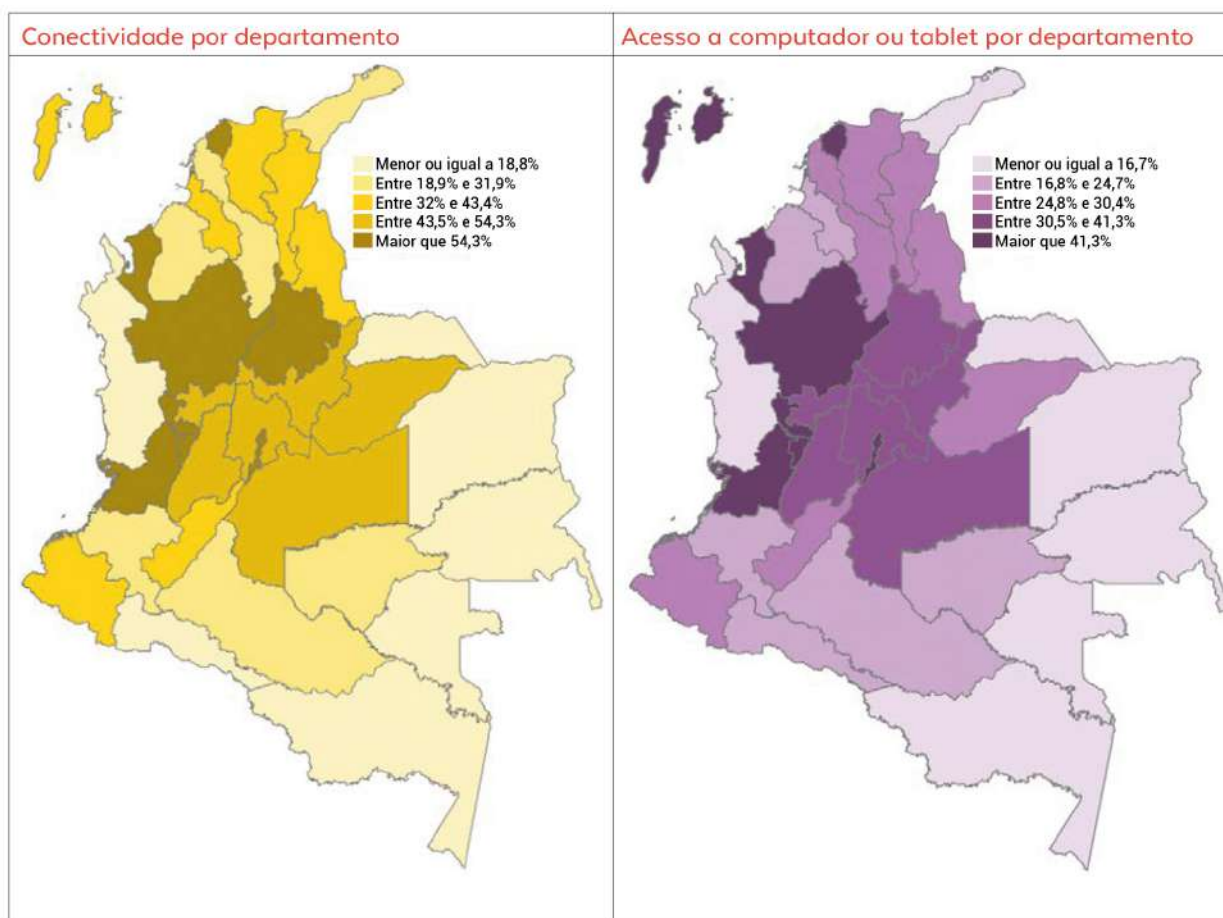 Conectividade por departamento
Menor ou igual a 18,8%
Entre 18,9% e 31,9%
Entre 32% e 43,4%
Entre 43,5% e 54,3%
Maior que 54,3%
Acesso a computador ou tablet por departamento
Menor ou igual a 16,7%
Entre 16,8% e 24,7%
Entre 24,8% e 30,4%
Entre 30,5% e 41,3%
Maior que 41,3%